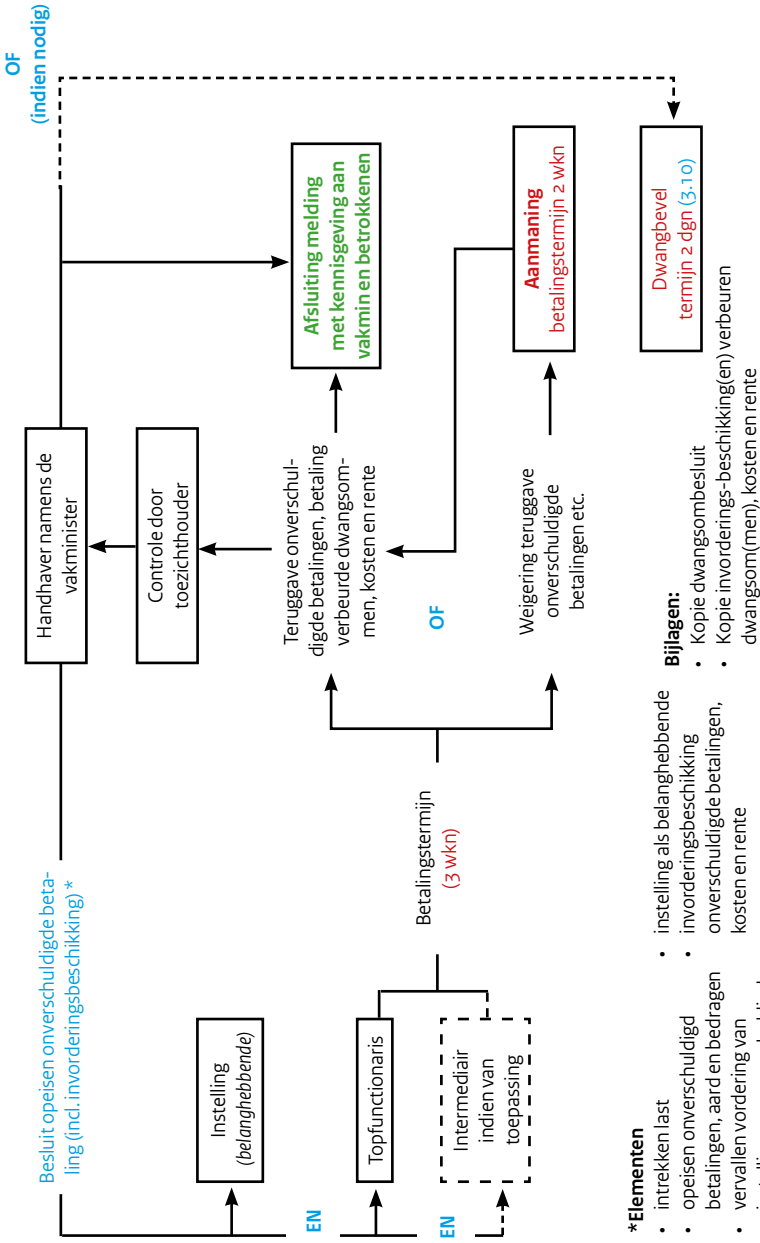 OF
(indien nodig)
Handhaver namens de
vakminister
Besluit opeisen onverschuldigde beta-
ling (incl. invorderingsbeschikking) *
Controle door
toezichthouder
Afsluiting melding
met kennisgeving aan
vakmin en betrokkenen
Instelling
(belanghebbende)
Teruggave onverschul-
digde betalingen, betaling
verbeurde dwangsom-
men, kosten en rente
EN
Topfunctionaris
Betalingstermijn
(3 wkn)
OF
Aanmaning
betalingstermijn 2 wkn
EN
Intermediair
indien van
toepassing
Weigering teruggave
onverschuldigde
betalingen etc.
Dwangbevel
termijn 2 dgn (3.10)
*Elementen
• intrekken last
• opeisen onverschuldigd
betalingen, aard en bedragen
• vervallen vordering van
• instelling als belanghebbende
• invorderingsbeschikking
onverschuldigde betalingen,
kosten en rente
Bijlagen:
• Kopie dwangsombesluit
• Kopie invorderings-beschikking(en) verbeuren
dwangsom(men), kosten en rente